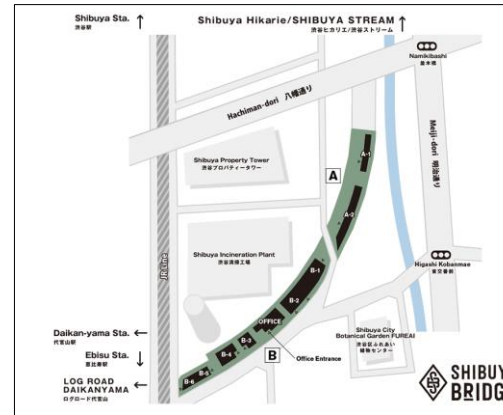 Shibuya Sta.
渋谷駅
Shibuya Hikarie/SHIBUYA STREAM
渋谷ヒカリエ/渋谷ストリーム
Namikibashi
並木橋
Hachiman-dori 八幡通り
Meiji-dori 明治通り
Shibuya Property Tower
渋谷プロパティータワー
A
A-1
A-2
JR Line
Shibuya Incineration Plant
渋谷清掃工場
Higashi Kobanmae
東交番前
B-1
B-2
OFFICE
B-3
B-4
B-5
B-6
B
Office Entrance
Shibuya City
Botanical Garden FUREAI
渋谷区ふれあい
植物センター
Daikan-yama Sta.
代官山駅
Ebisu Sta.
恵比寿駅
LOG ROAD
DAIKANYAMA
ログロード代官山
SHIBUY
BRIDG